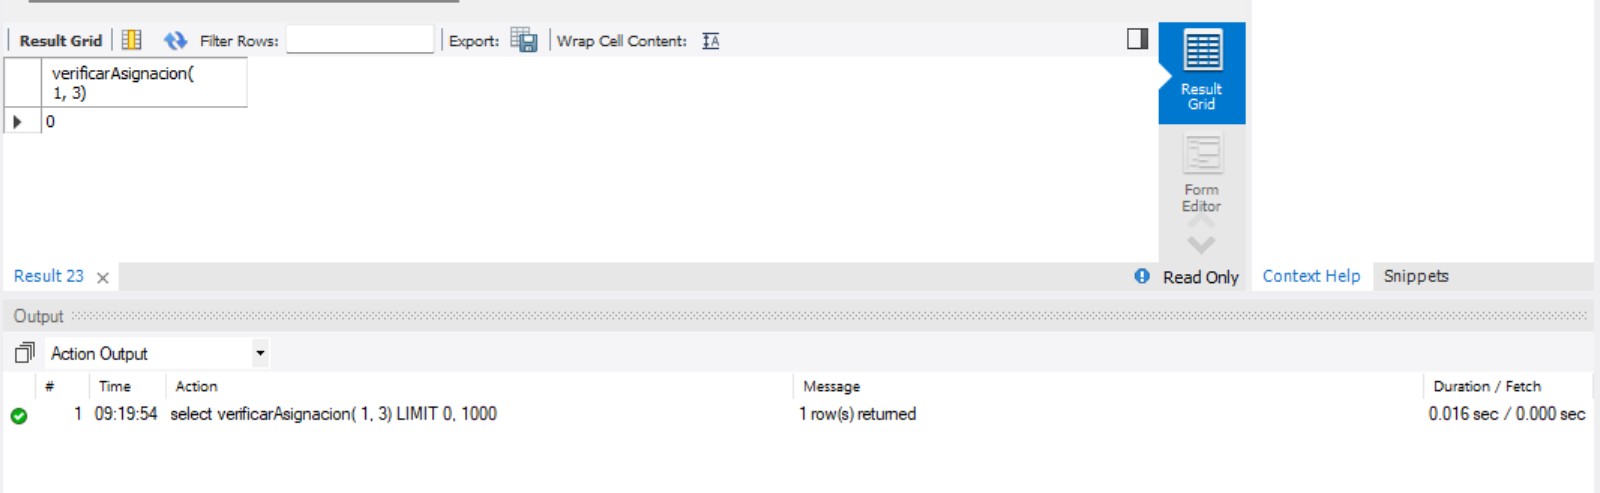 Result Grid Filter Rows: Export: Wrap Cell Content: IA
verificarAsignacion(
1, 3)
0
Result
Grid
Form
Editor
Result 23 Read Only Context Help Snippets
Output
Action Output
# Time Action Message Duration / Fetch
1 09:19:54 select verificarAsignacion( 1, 3) LIMIT 0, 1000 1 row(s) returned 0.016 sec / 0.000 sec